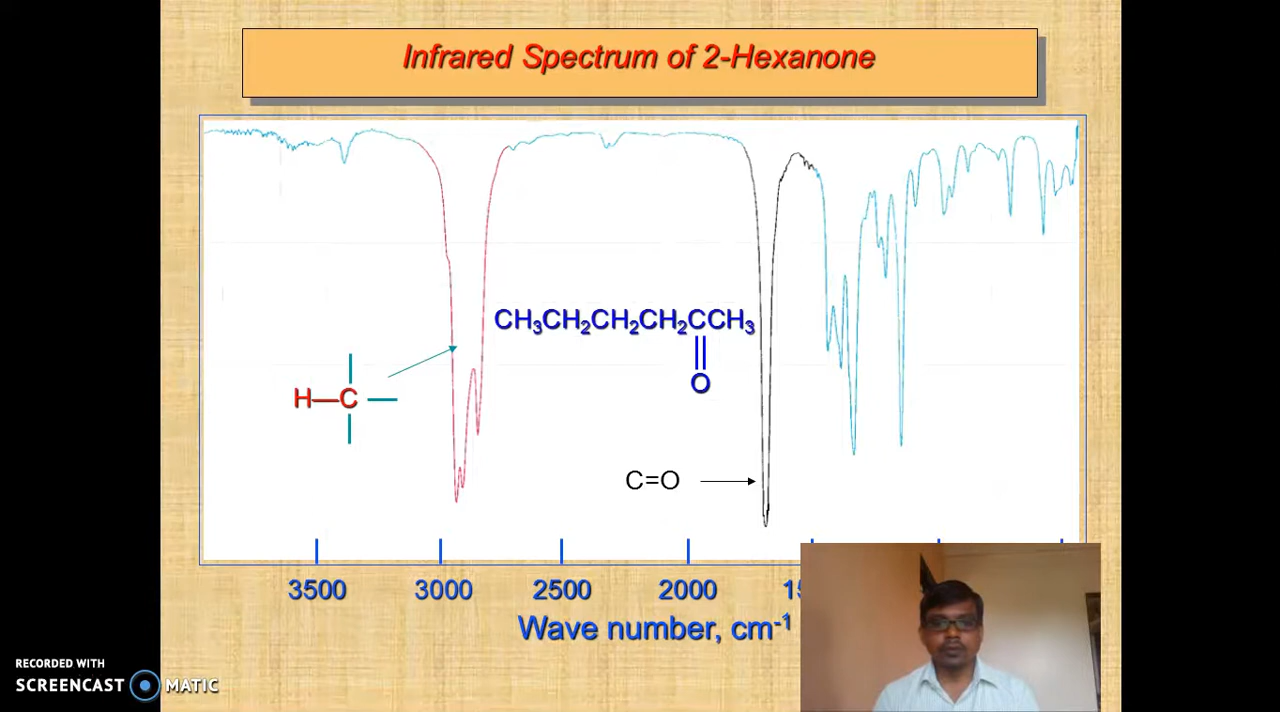 Infrared Spectrum of 2-Hexanone
CH₃CH₂CH₂CH₂CCH₃
O
H—C
C=O
3500 3000 2500 2000
Wave number, cm⁻¹
RECORDED WITH
SCREENCAST MATIC